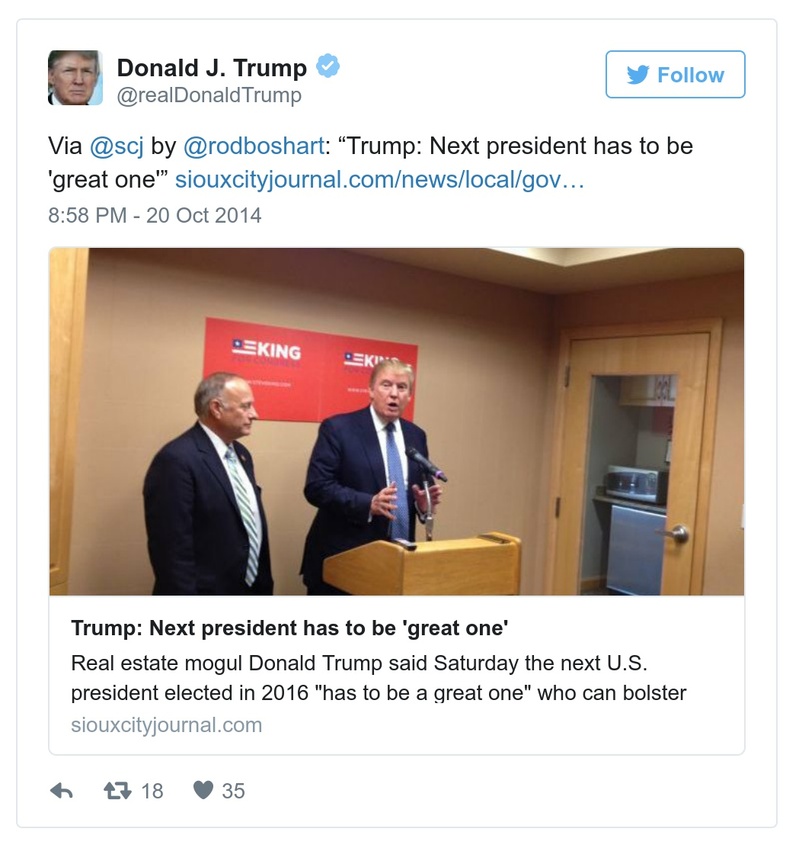 Donald J. Trump
@realDonaldTrump
Follow
Via @scj by @rodboshart: “Trump: Next president has to be
'great one'” siouxcityjournal.com/news/local/gov…
8:58 PM - 20 Oct 2014
KING
KING
Trump: Next president has to be 'great one'
Real estate mogul Donald Trump said Saturday the next U.S.
president elected in 2016 "has to be a great one" who can bolster
siouxcityjournal.com
18
35